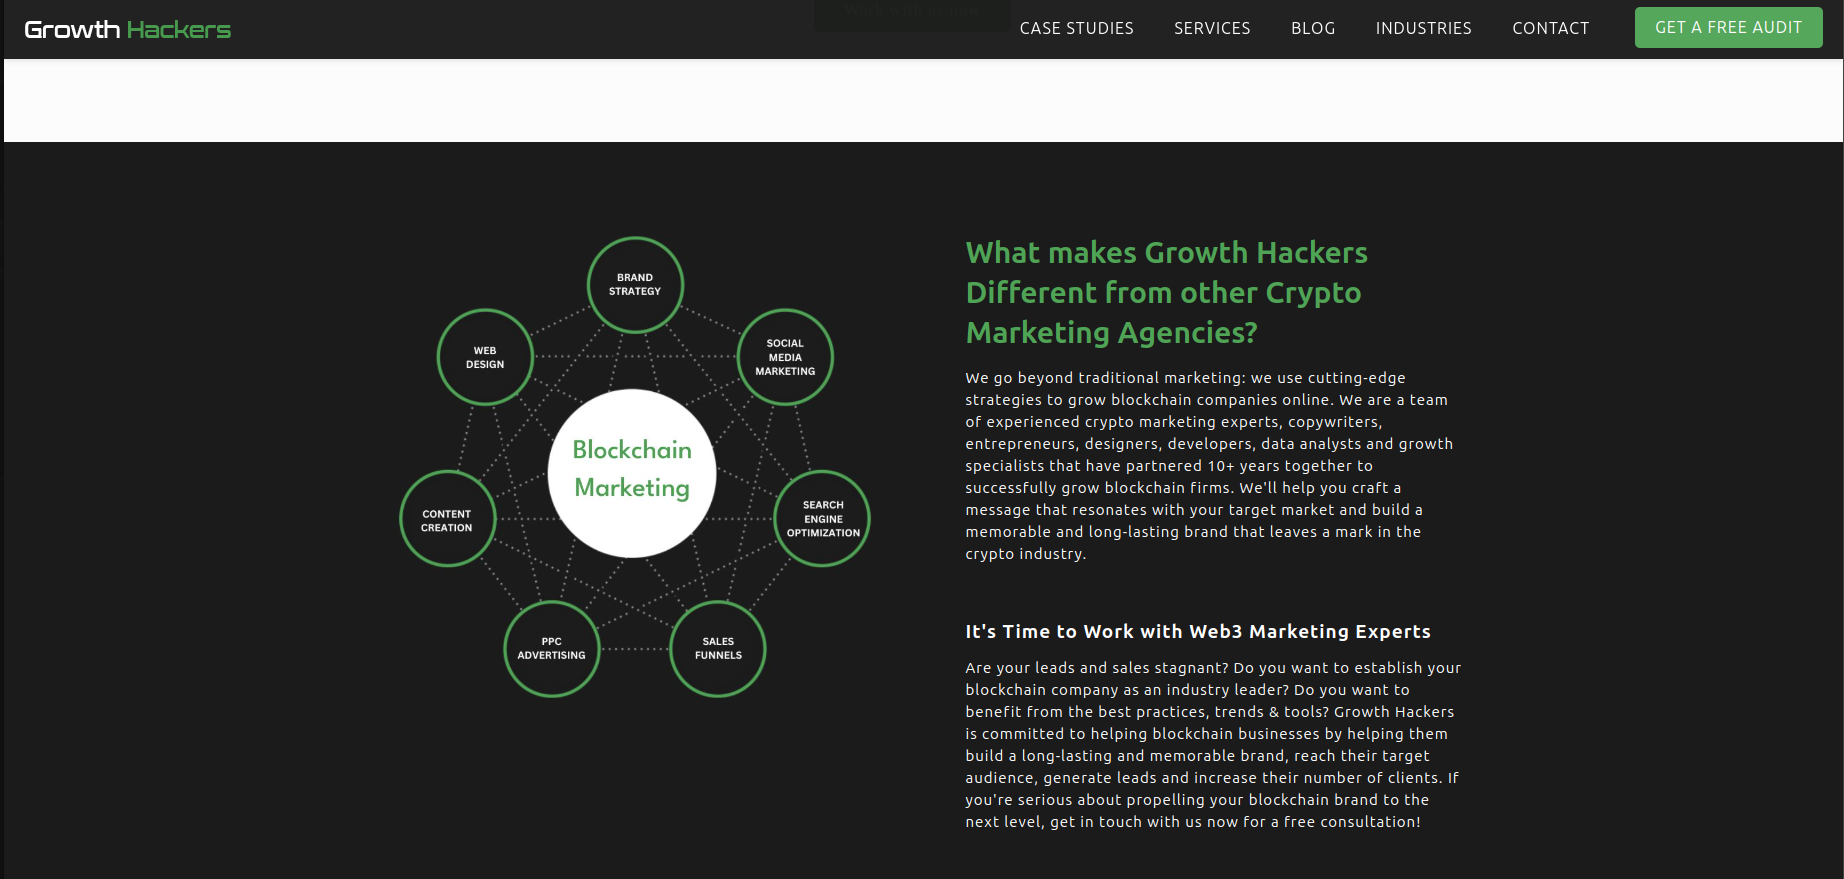 Growth Hackers
CASE STUDIES
SERVICES
BLOG
INDUSTRIES
CONTACT
GET A FREE AUDIT
BRAND
STRATEGY
WEB
DESIGN
SOCIAL
MEDIA
MARKETING
Blockchain
Marketing
CONTENT
CREATION
SEARCH
ENGINE
OPTIMIZATION
PPC
ADVERTISING
SALES
FUNNELS
What makes Growth Hackers
Different from other Crypto
Marketing Agencies?
We go beyond traditional marketing: we use cutting-edge
strategies to grow blockchain companies online. We are a team
of experienced crypto marketing experts, copywriters,
entrepreneurs, designers, developers, data analysts and growth
specialists that have partnered 10+ years together to
successfully grow blockchain firms. We'll help you craft a
message that resonates with your target market and build a
memorable and long-lasting brand that leaves a mark in the
crypto industry.
It's Time to Work with Web3 Marketing Experts
Are your leads and sales stagnant? Do you want to establish your
blockchain company as an industry leader? Do you want to
benefit from the best practices, trends & tools? Growth Hackers
is committed to helping blockchain businesses by helping them
build a long-lasting and memorable brand, reach their target
audience, generate leads and increase their number of clients. If
you're serious about propelling your blockchain brand to the
next level, get in touch with us now for a free consultation!